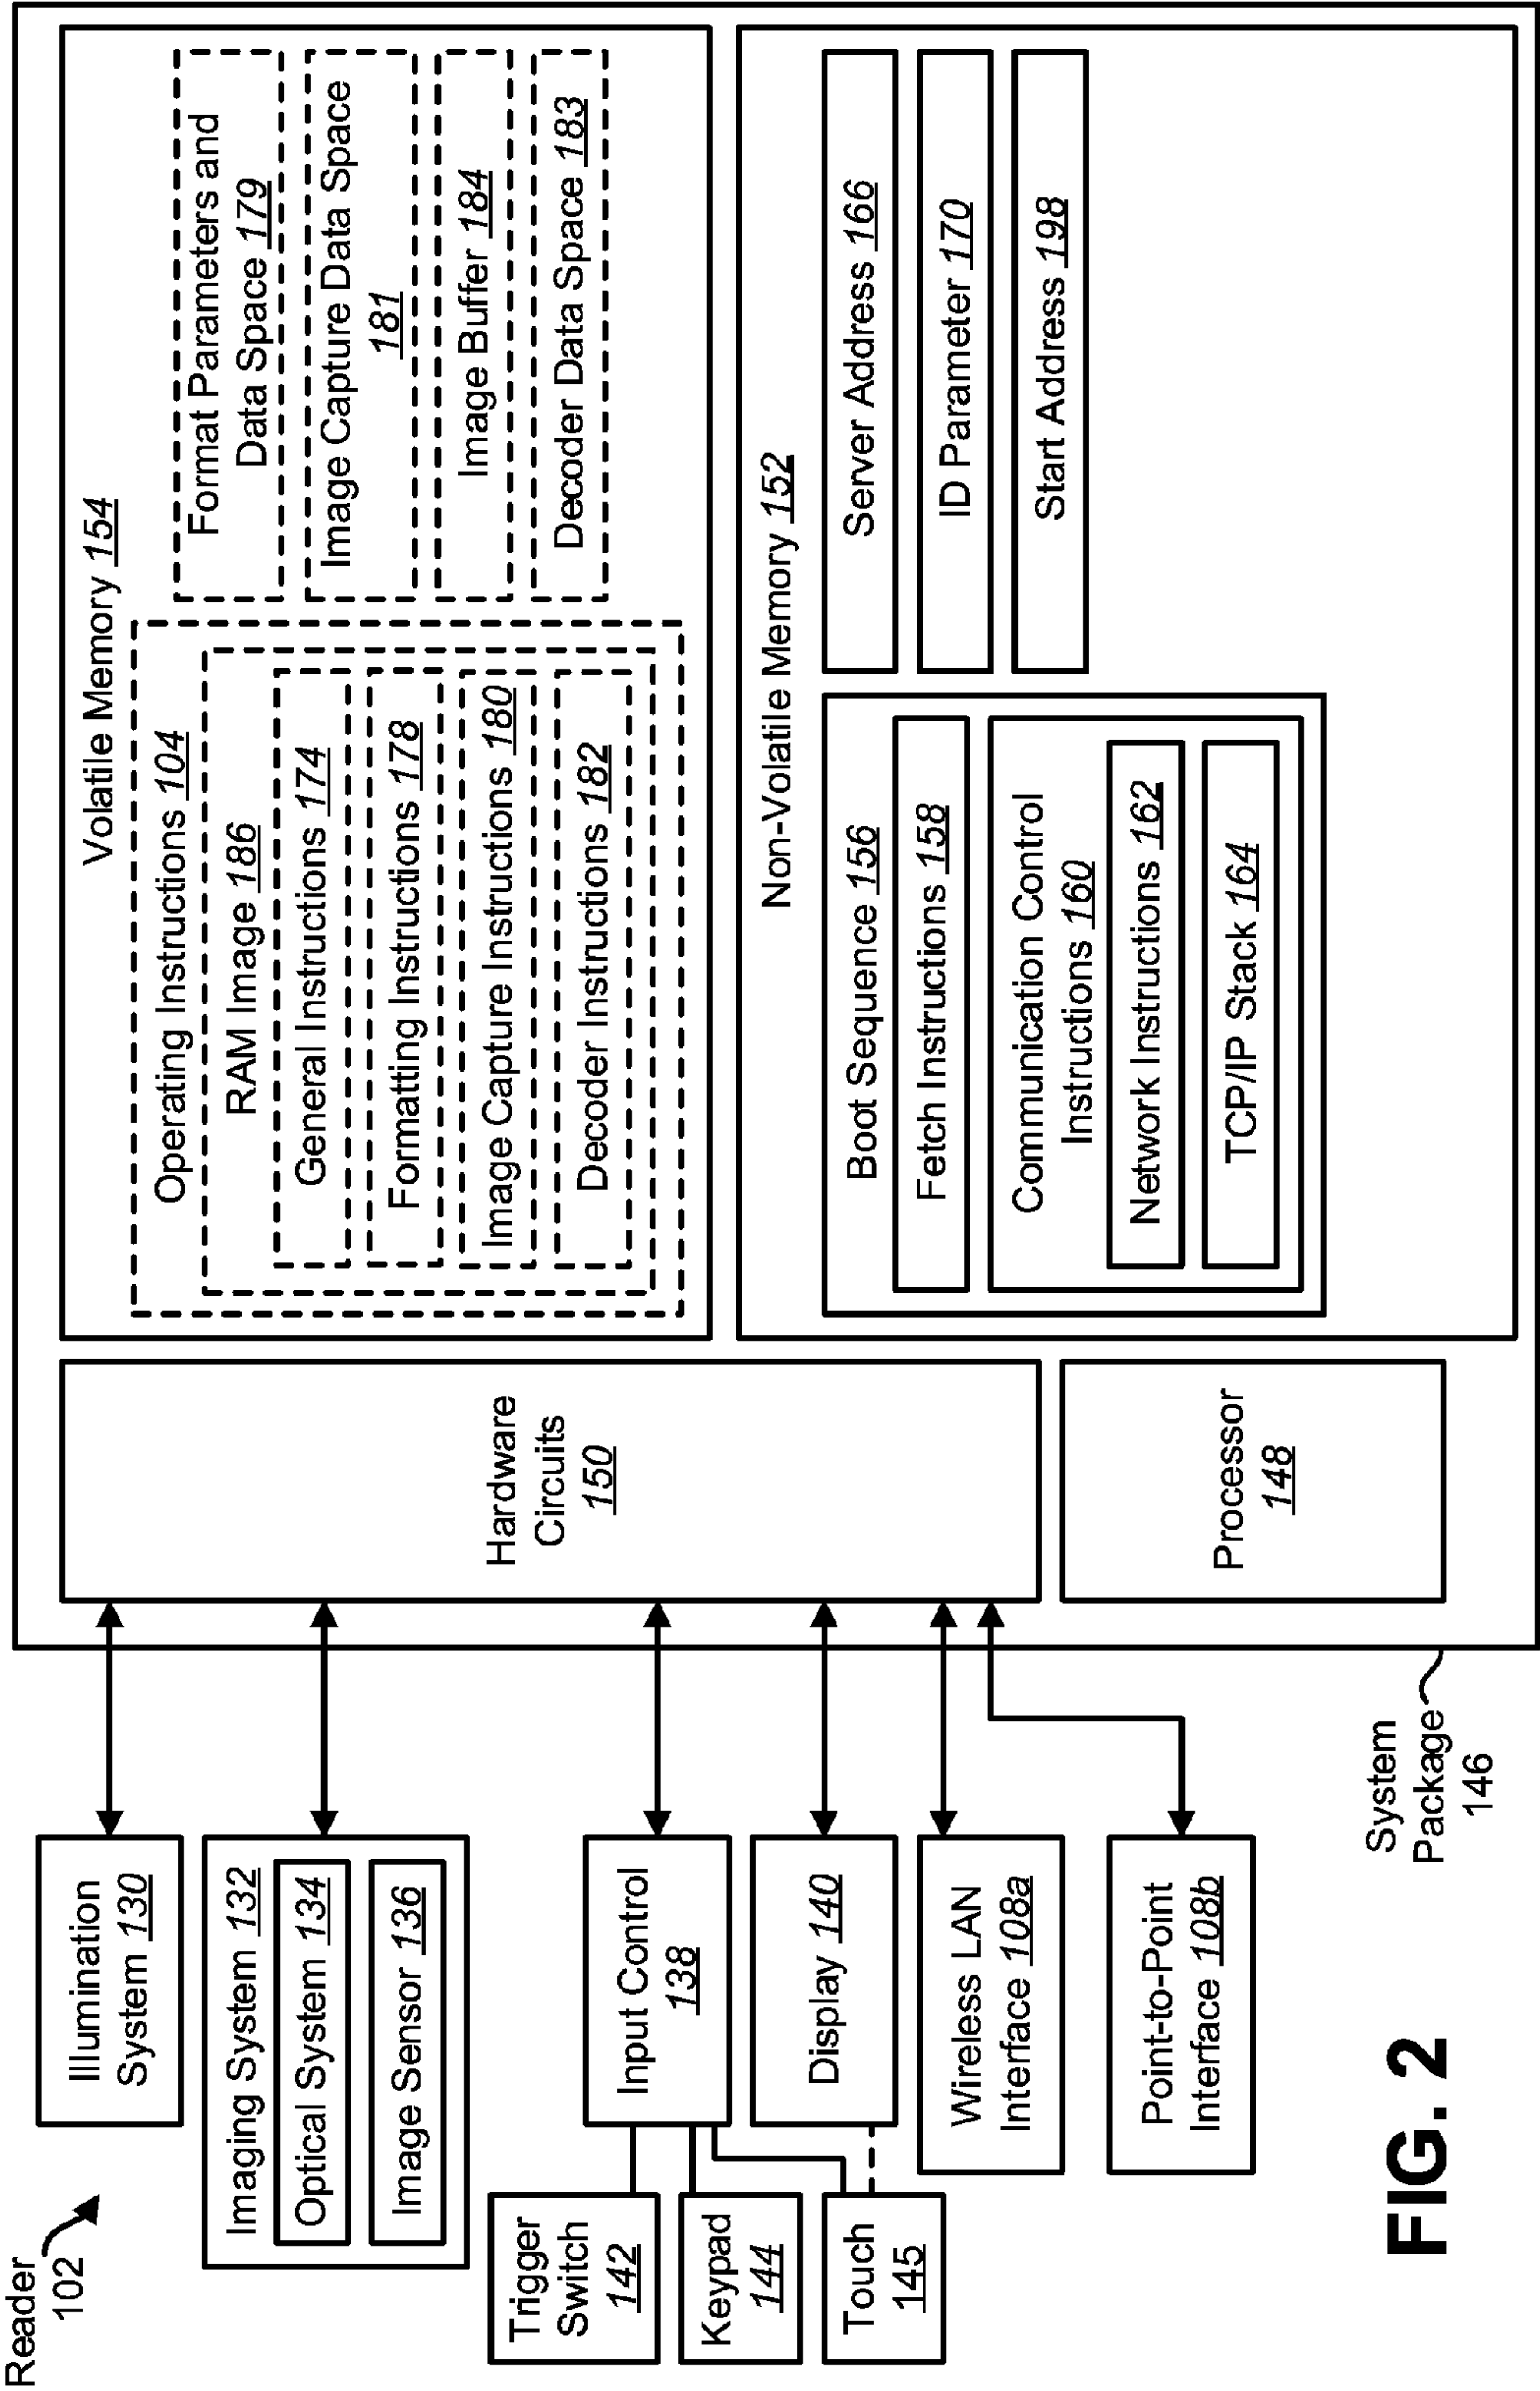 Reader
102
Illumination
System 130
Imaging System 132
Optical System 134
Image Sensor 136
Trigger
Switch
142
Keypad
144
Touch
145
Input Control
138
Display 140
Wireless LAN
Interface 108a
Point-to-Point
Interface 108b
System
Package
146
Hardware
Circuits
150
Processor
148
Volatile Memory 154
Operating Instructions 104
RAM Image 186
General Instructions 174
Formatting Instructions 178
Image Capture Instructions 180
Decoder Instructions 182
Format Parameters and
Data Space 179
Image Capture Data Space
181
Image Buffer 184
Decoder Data Space 183
Non-Volatile Memory 152
Boot Sequence 156
Fetch Instructions 158
Communication Control
Instructions 160
Network Instructions 162
TCP/IP Stack 164
Server Address 166
ID Parameter 170
Start Address 198
FIG. 2